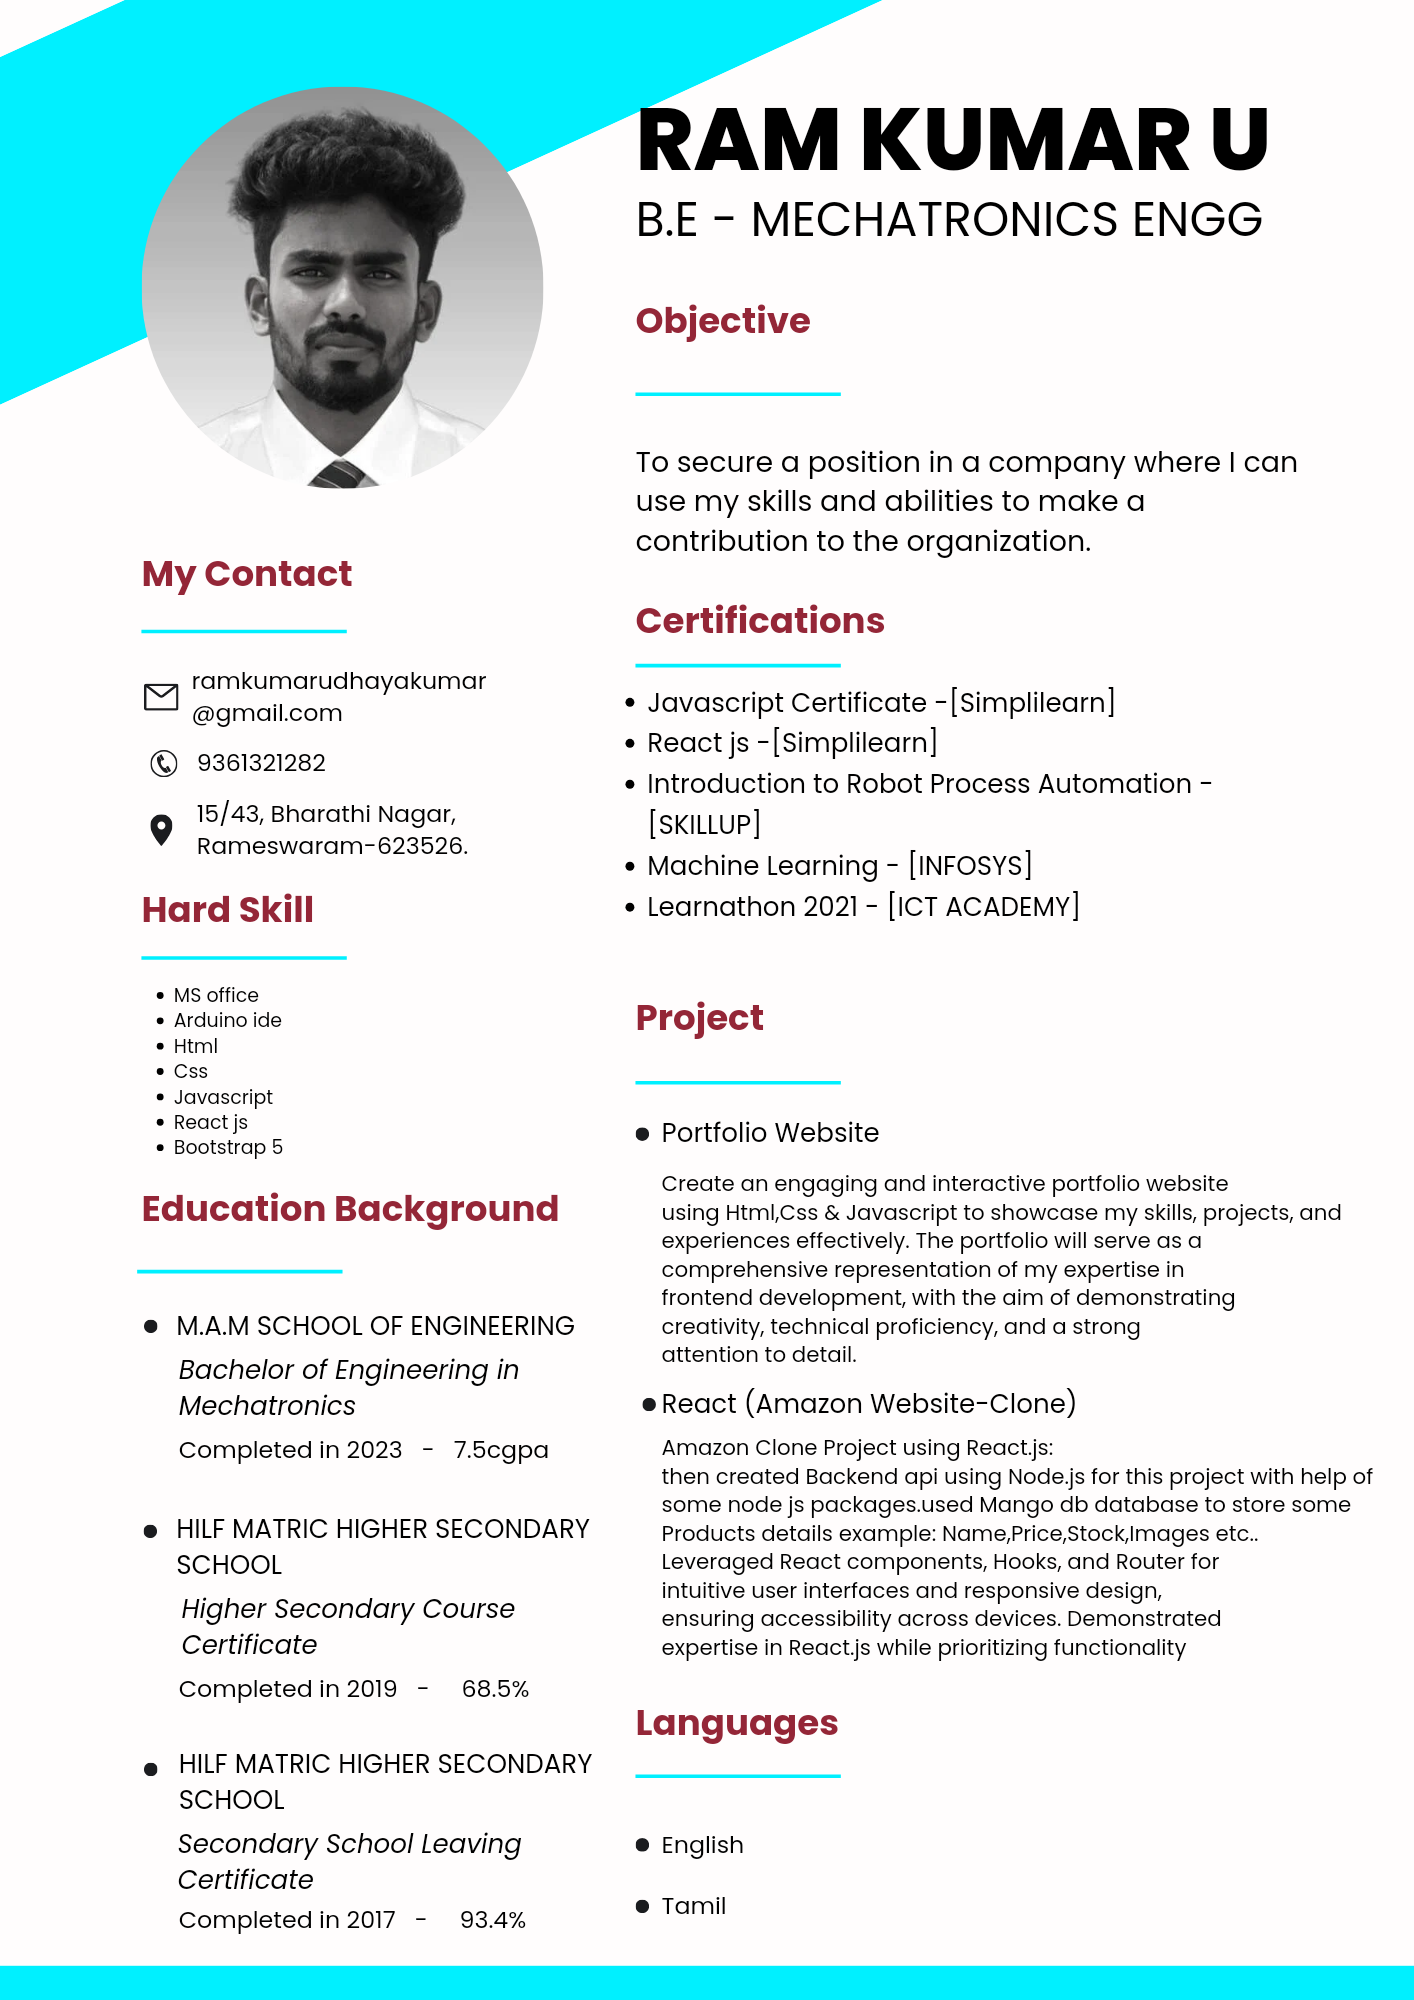 RAM KUMAR U
B.E - MECHATRONICS ENGG
My Contact
ramkumarudhayakumar
@gmail.com
9361321282
15/43, Bharathi Nagar,
Rameswaram-623526.
Hard Skill
MS office
Arduino ide
Html
Css
Javascript
React js
Bootstrap 5
Education Background
M.A.M SCHOOL OF ENGINEERING
Bachelor of Engineering in
Mechatronics
Completed in 2023 - 7.5cgpa
HILF MATRIC HIGHER SECONDARY
SCHOOL
Higher Secondary Course
Certificate
Completed in 2019 - 68.5%
HILF MATRIC HIGHER SECONDARY
SCHOOL
Secondary School Leaving
Certificate
Completed in 2017 - 93.4%
Objective
To secure a position in a company where I can
use my skills and abilities to make a
contribution to the organization.
Certifications
Javascript Certificate -[Simplilearn]
React js -[Simplilearn]
Introduction to Robot Process Automation -
[SKILLUP]
Machine Learning - [INFOSYS]
Learnathon 2021 - [ICT ACADEMY]
Project
Portfolio Website
Create an engaging and interactive portfolio website
using Html,Css & Javascript to showcase my skills, projects, and
experiences effectively. The portfolio will serve as a
comprehensive representation of my expertise in
frontend development, with the aim of demonstrating
creativity, technical proficiency, and a strong
attention to detail.
React (Amazon Website-Clone)
Amazon Clone Project using React.js:
then created Backend api using Node.js for this project with help of
some node js packages.used Mango db database to store some
Products details example: Name,Price,Stock,Images etc..
Leveraged React components, Hooks, and Router for
intuitive user interfaces and responsive design,
ensuring accessibility across devices. Demonstrated
expertise in React.js while prioritizing functionality
Languages
English
Tamil